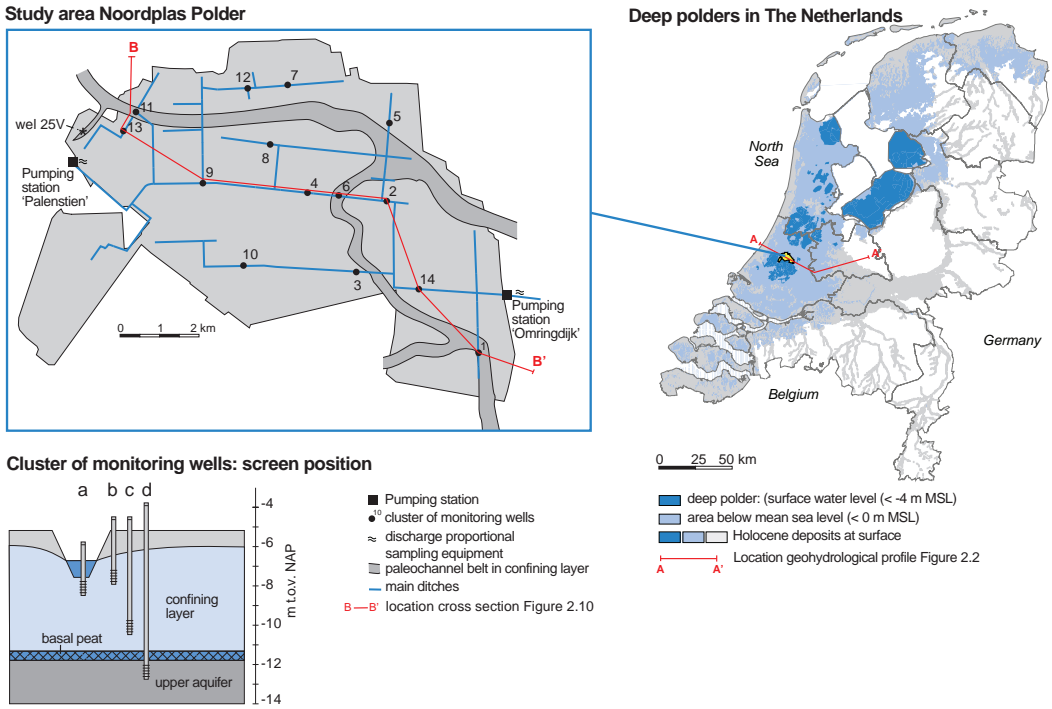 Study area Noordplas Polder
B
12
7
11
wel 25V
13
5
8
Pumping
station
'Palenstien'
9
4
6
2
10
3
14
Pumping
station
'Omringdijk'
0 1 2 km
1
B'
Deep polders in The Netherlands
North
Sea
A
A
Germany
Belgium
0 25 50 km
deep polder: (surface water level (< -4 m MSL)
area below mean sea level (< 0 m MSL)
Holocene deposits at surface
Location geohydrological profile Figure 2.2
A A'
Cluster of monitoring wells: screen position
a b c d
-4
-6
-8
-10
-12
-14
m t.o.v. NAP
confining
layer
basal peat
upper aquifer
Pumping station
10 cluster of monitoring wells
≈ discharge proportional
sampling equipment
paleochannel belt in confining layer
main ditches
B — B' location cross section Figure 2.10